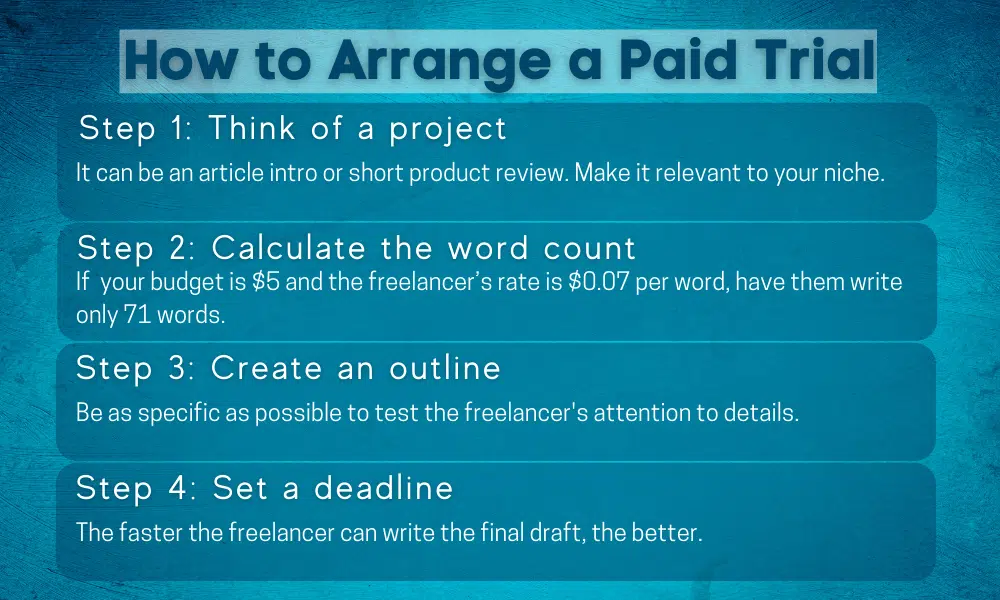 How to Arrange a Paid Trial
Step 1: Think of a project
It can be an article intro or short product review. Make it relevant to your niche.
Step 2: Calculate the word count
If  your budget is $5 and the freelancer’s rate is $0.07 per word, have them write
only 71 words.
Step 3: Create an outline
Be as specific as possible to test the freelancer's attention to details.
Step 4: Set a deadline
The faster the freelancer can write the final draft, the better.